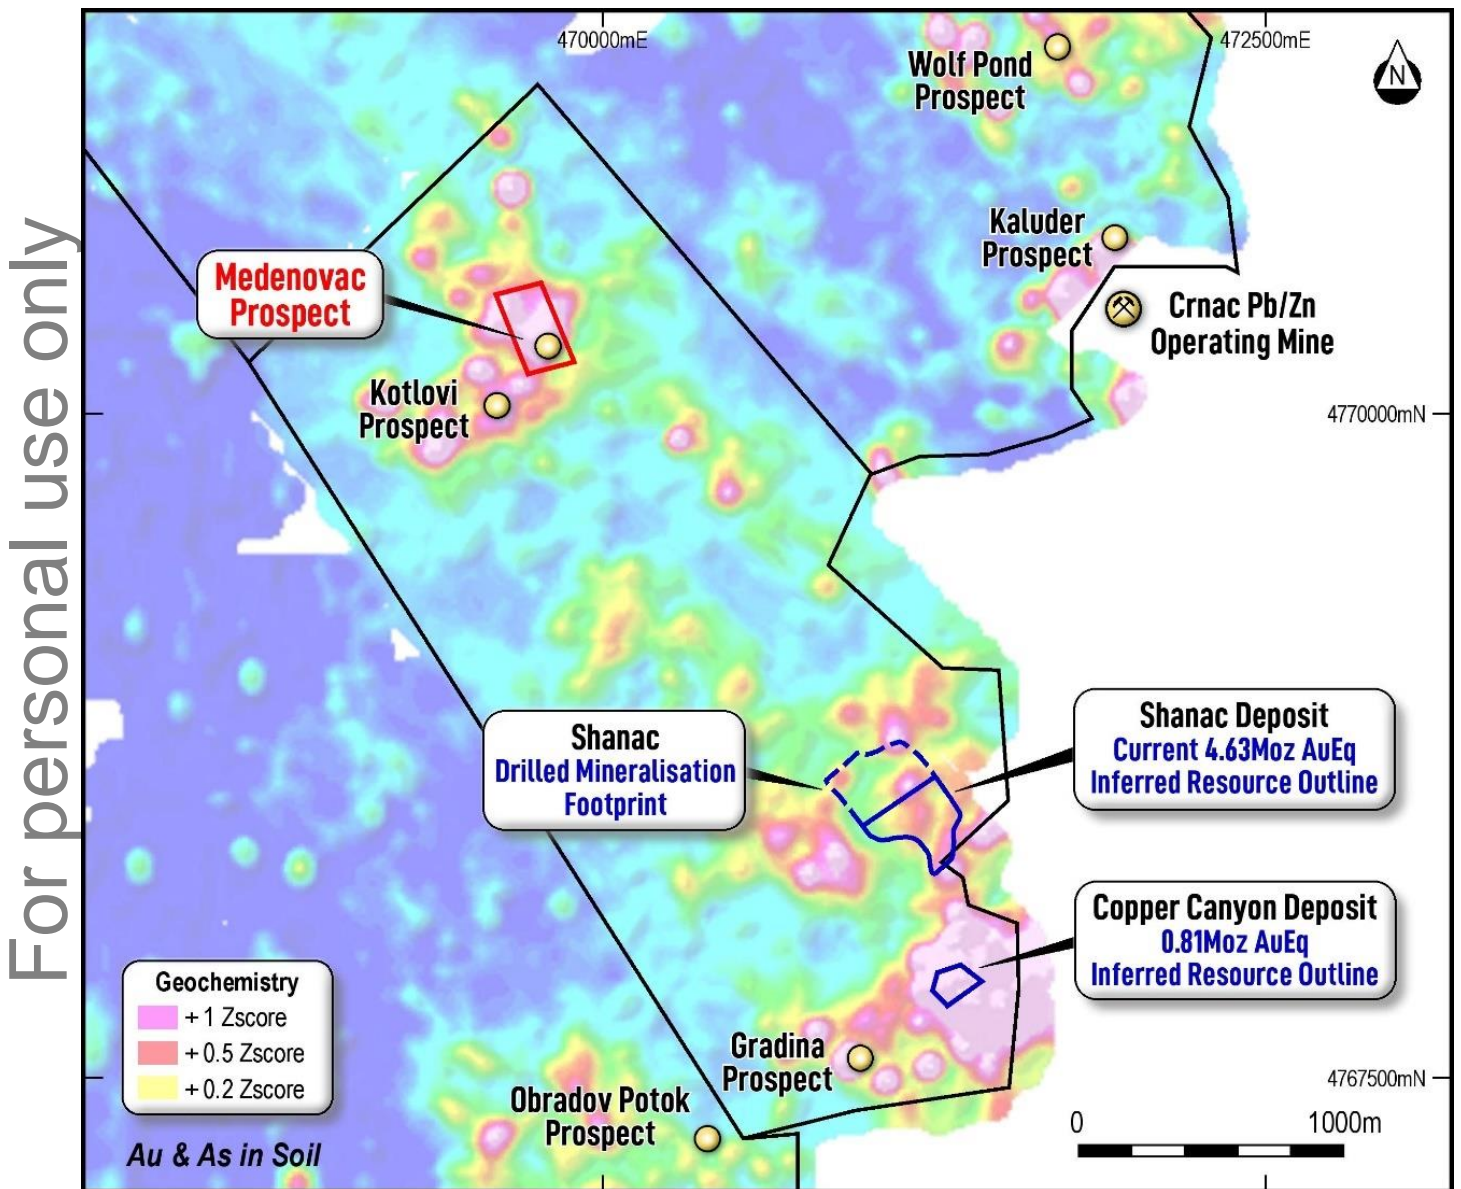 For personal use only
470000mE
472500mE
N
Wolf Pond
Prospect
Kaluder
Prospect
Medenovac
Prospect
Crnac Pb/Zn
Operating Mine
Kotlovi
Prospect
4770000mN
Shanac
Drilled Mineralisation
Footprint
Shanac Deposit
Current 4.63Moz AuEq
Inferred Resource Outline
Copper Canyon Deposit
0.81Moz AuEq
Inferred Resource Outline
Geochemistry
+ 1 Zscore
+ 0.5 Zscore
+ 0.2 Zscore
Gradina
Prospect
4767500mN
Obradov Potok
Prospect
0 1000m
Au & As in Soil